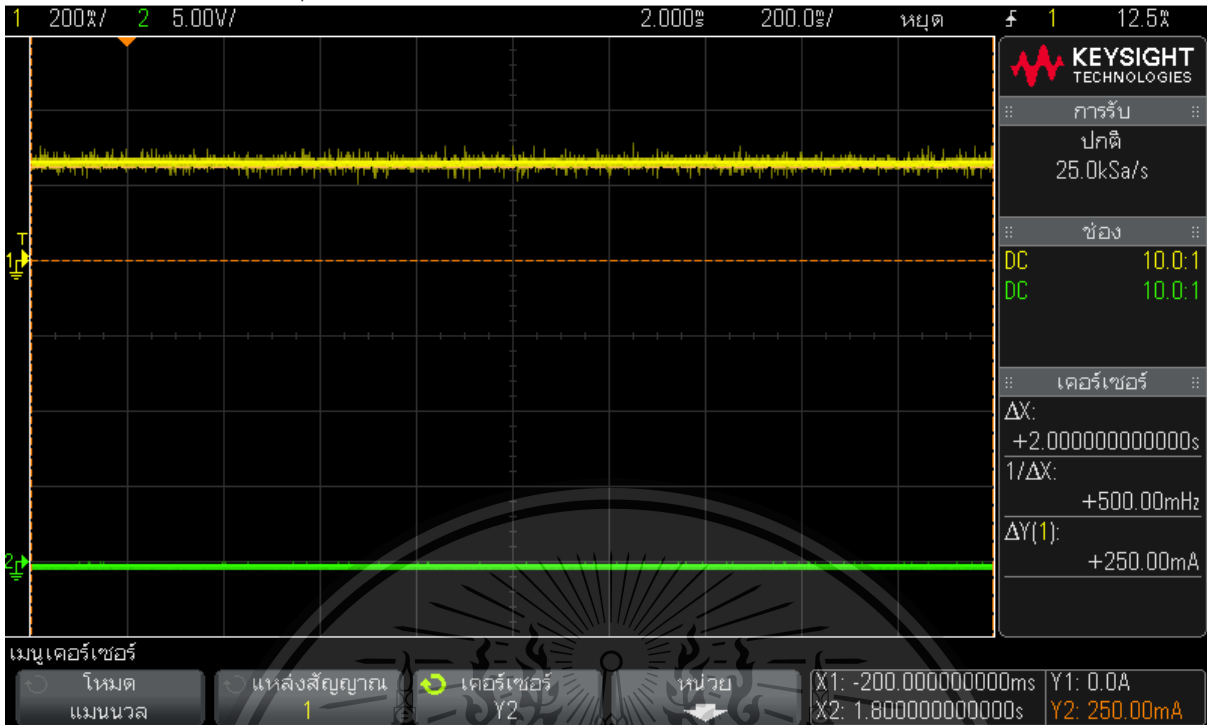 1 200mA/ 2 5.00V/ 2.000ms 200.0ms/ หยุด 1 12.5mA
KEYSIGHT
TECHNOLOGIES
การรับ
ปกติ
25.0kSa/s
T
1
ช่อง
DC 10.0:1
DC 10.0:1
เคอร์เซอร์
ΔX:
+2.000000000000s
1/ΔX:
+500.00mHz
ΔY(1):
+250.00mA
2
เมนูเคอร์เซอร์
โหมด
แมนนวล
แหล่งสัญญาณ
1
เคอร์เซอร์
Y2
หน่วย
X1: -200.000000000ms
X2: 1.800000000000s
Y1: 0.0A
Y2: 250.00mA